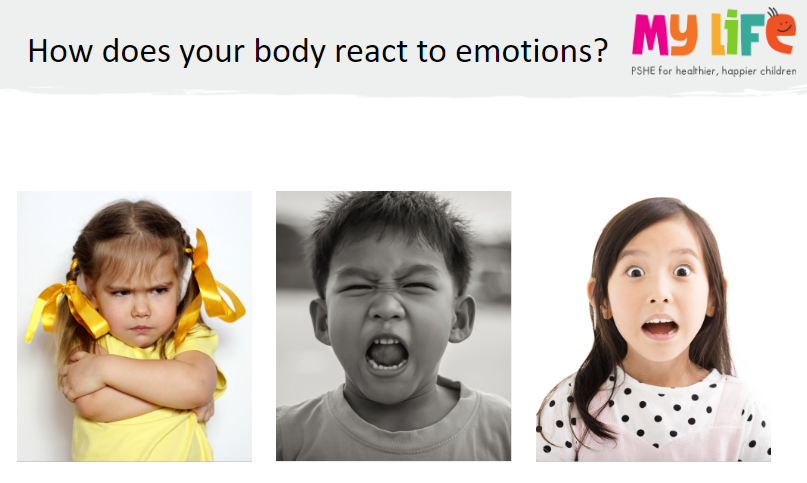 How does your body react to emotions?
My Life
PSHE for healthier, happier children